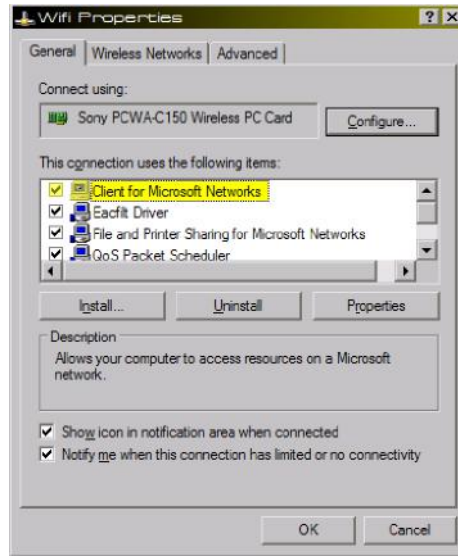 Wifi Properties
General Wireless Networks Advanced
Connect using:
Sony PCWA-C150 Wireless PC Card Configure...
This connection uses the following items:
Client for Microsoft Networks
Eacfilt Driver
File and Printer Sharing for Microsoft Networks
QoS Packet Scheduler
Install... Uninstall Properties
Description
Allows your computer to access resources on a Microsoft
network.
Show icon in notification area when connected
Notify me when this connection has limited or no connectivity
OK Cancel